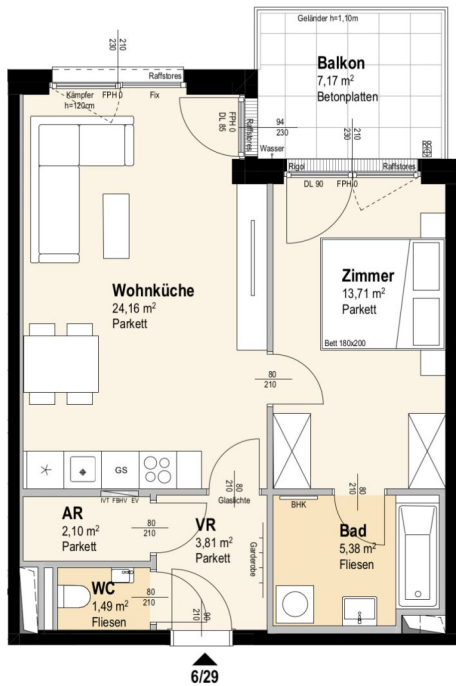 Geländer h=1,10m
Balkon
7,17 m²
Betonplatten
210
230
Raffstores
Kämpfer
h=120cm
FPH 0
Fix
FPH 0
DL 85
Raffstores
94
230
Wasser
210
230
Rigo
Raffstores
DL 90
FPH 0
Wohnküche
24,16 m²
Parkett
Zimmer
13,71 m²
Parkett
Bett 180x200
80
210
GS
80
210
Glaslichte
80
210
IVT FBHV EV
AR
2,10 m²
Parkett
80
210
VR
3,81 m²
Parkett
Garderobe
BHK
Bad
5,38 m²
Fliesen
WC
1,49 m²
Fliesen
80
210
90
210
6/29